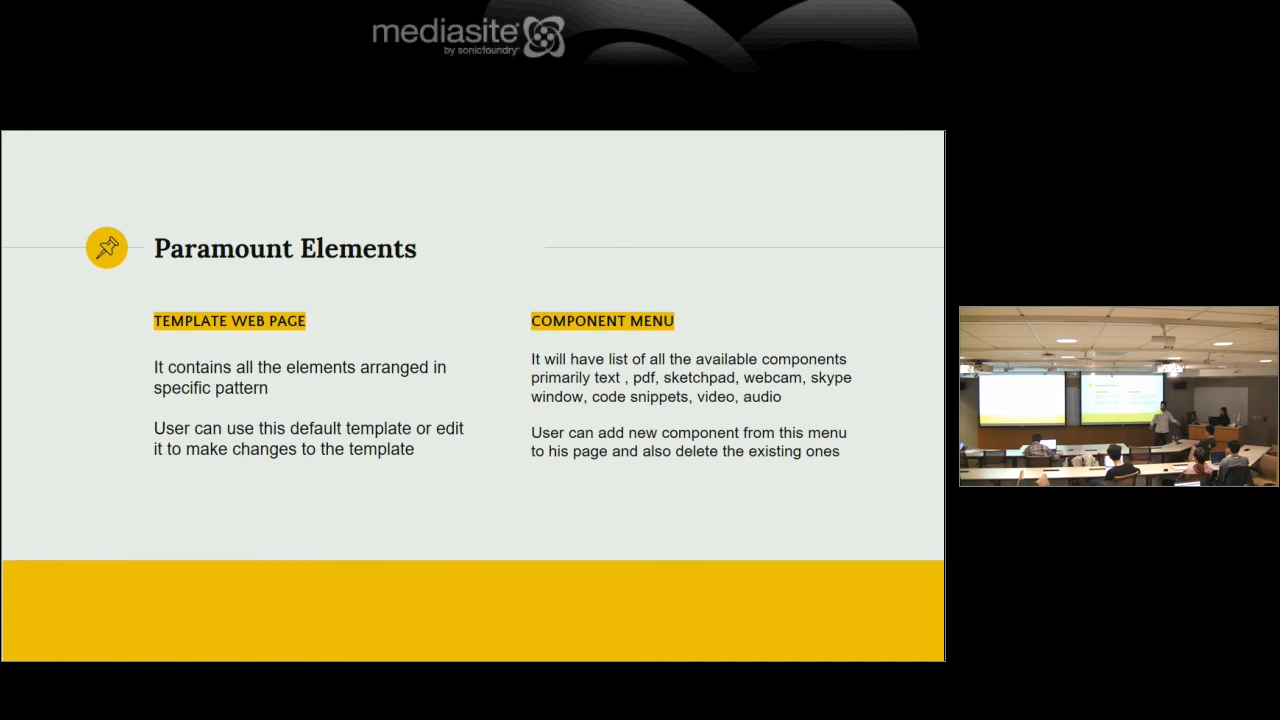 mediasite
by sonicfoundry
Paramount Elements
TEMPLATE WEB PAGE
It contains all the elements arranged in
specific pattern
User can use this default template or edit
it to make changes to the template
COMPONENT MENU
It will have list of all the available components
primarily text , pdf, sketchpad, webcam, skype
window, code snippets, video, audio
User can add new component from this menu
to his page and also delete the existing ones